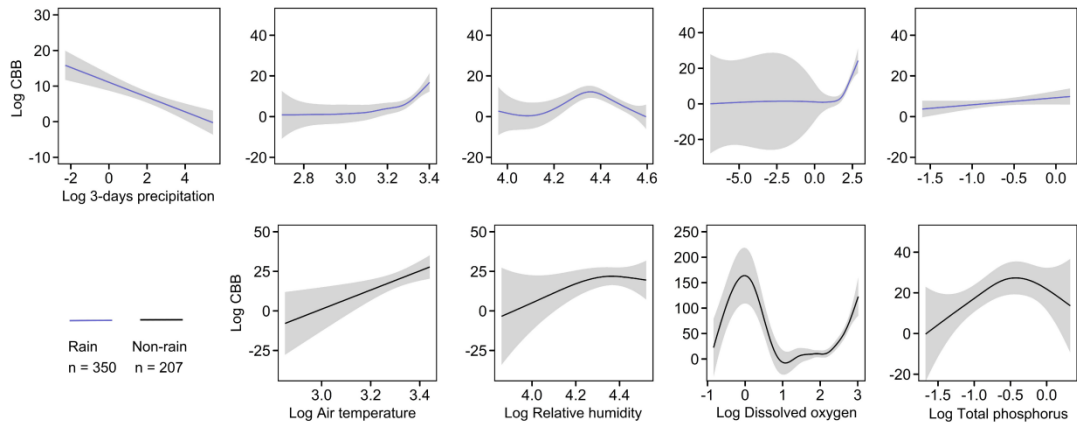 Log CBB
30
20
10
0
-10
-2 0 2 4
Log 3-days precipitation
40
20
0
-20
2.8 3.0 3.2 3.4
40
20
0
-20
4.0 4.2 4.4 4.6
40
20
0
-20
-5.0 -2.5 0.0 2.5
40
20
0
-20
-1.5 -1.0 -0.5 0.0
Rain Non-rain
n = 350 n = 207
Log CBB
50
25
0
-25
3.0 3.2 3.4
Log Air temperature
50
25
0
-25
4.0 4.2 4.4
Log Relative humidity
250
200
150
100
50
0
-1 0 1 2 3
Log Dissolved oxygen
40
20
0
-20
-1.5 -1.0 -0.5 0.0
Log Total phosphorus